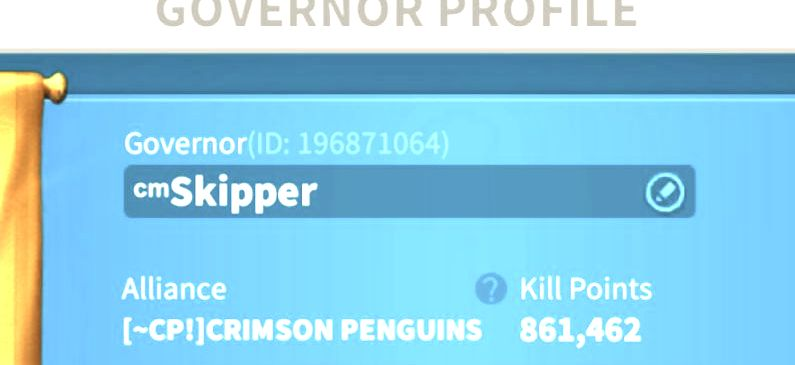 GOVERNOR PROFILE
Governor(ID: 196871064)
ᶜᵐSkipper
Alliance ? Kill Points
[~CP!]CRIMSON PENGUINS 861,462